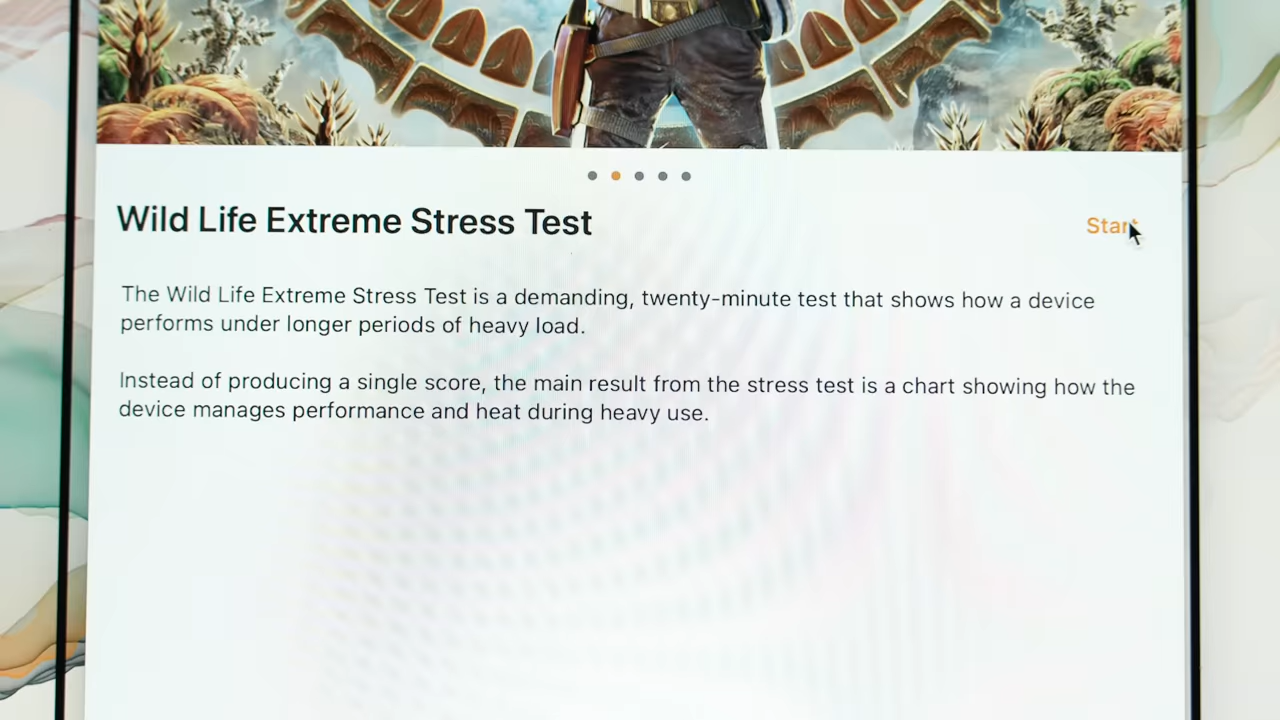 Wild Life Extreme Stress Test
Start
The Wild Life Extreme Stress Test is a demanding, twenty-minute test that shows how a device
performs under longer periods of heavy load.
Instead of producing a single score, the main result from the stress test is a chart showing how the
device manages performance and heat during heavy use.